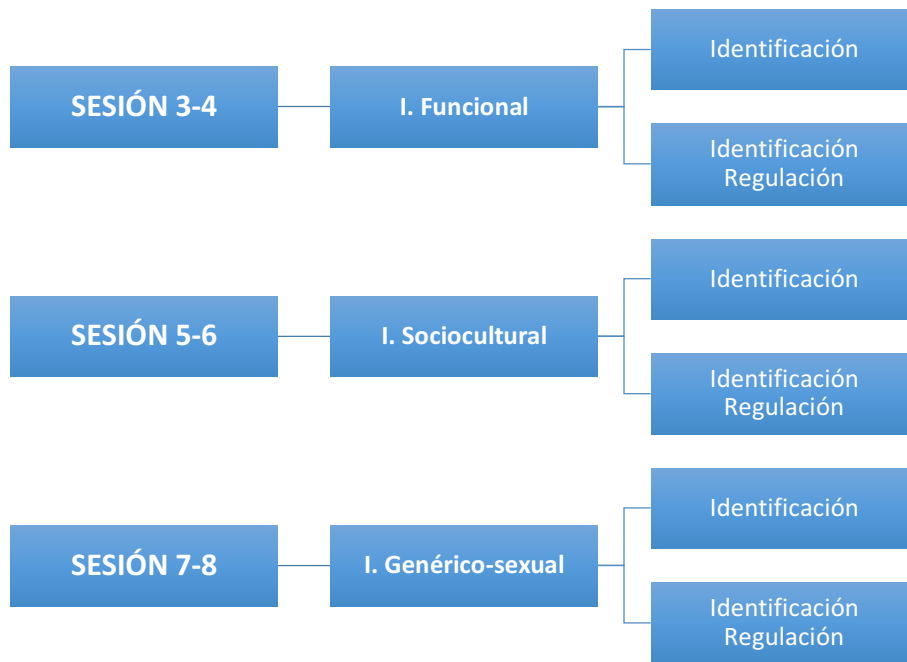 SESIÓN 3-4
I. Funcional
Identificación
Identificación
Regulación
SESIÓN 5-6
I. Sociocultural
Identificación
Identificación
Regulación
SESIÓN 7-8
I. Genérico-sexual
Identificación
Identificación
Regulación